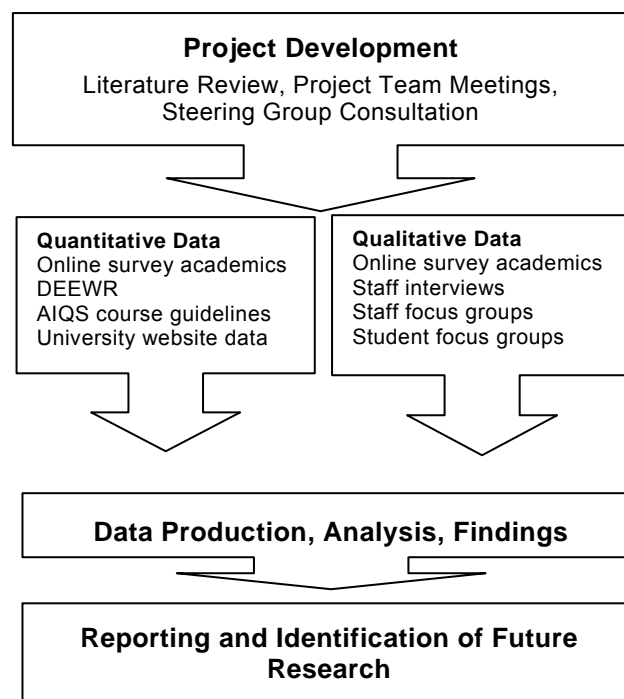 Project Development
Literature Review, Project Team Meetings,
Steering Group Consultation
Quantitative Data
Online survey academics
DEEWR
AIQS course guidelines
University website data
Qualitative Data
Online survey academics
Staff interviews
Staff focus groups
Student focus groups
Data Production, Analysis, Findings
Reporting and Identification of Future
Research